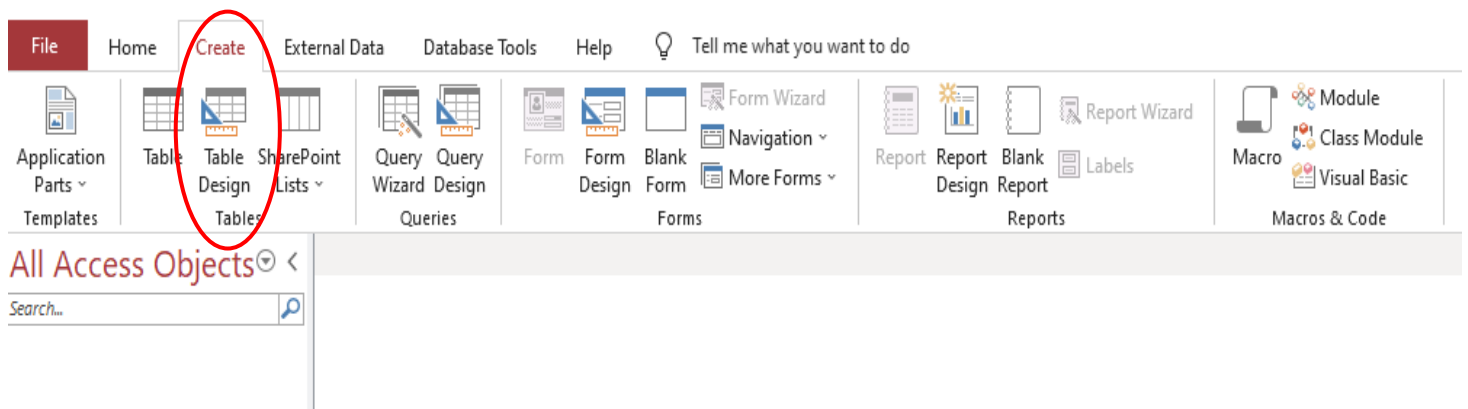 File Home Create External Data Database Tools Help Tell me what you want to do
Application Parts
Table
Table Design
SharePoint Lists
Query Wizard
Query Design
Form
Form Design
Blank Form
Form Wizard
Navigation
More Forms
Report
Report Design
Blank Report
Report Wizard
Labels
Macro
Module
Class Module
Visual Basic
Templates Tables Queries Forms Reports Macros & Code
All Access Objects
Search...